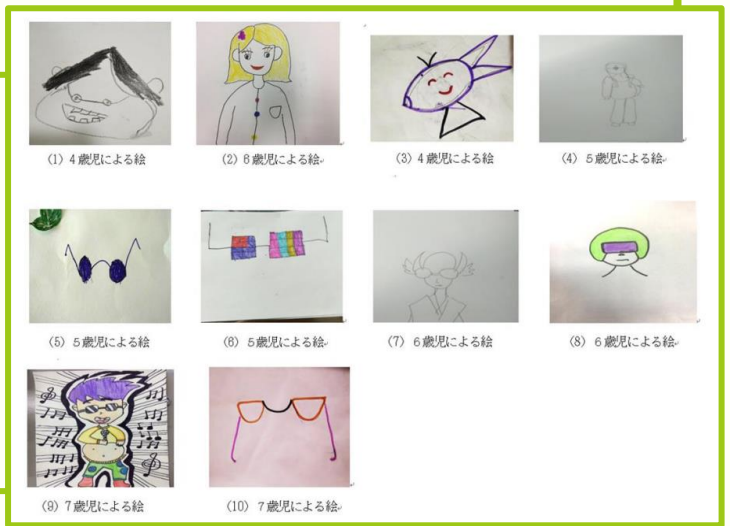 (1) 4歳児による絵
(2) 6歳児による絵
(3) 4歳児による絵
(4) 5歳児による絵
(5) 5歳児による絵
(6) 5歳児による絵
(7) 6歳児による絵
(8) 6歳児による絵
(9) 7歳児による絵
(10) 7歳児による絵